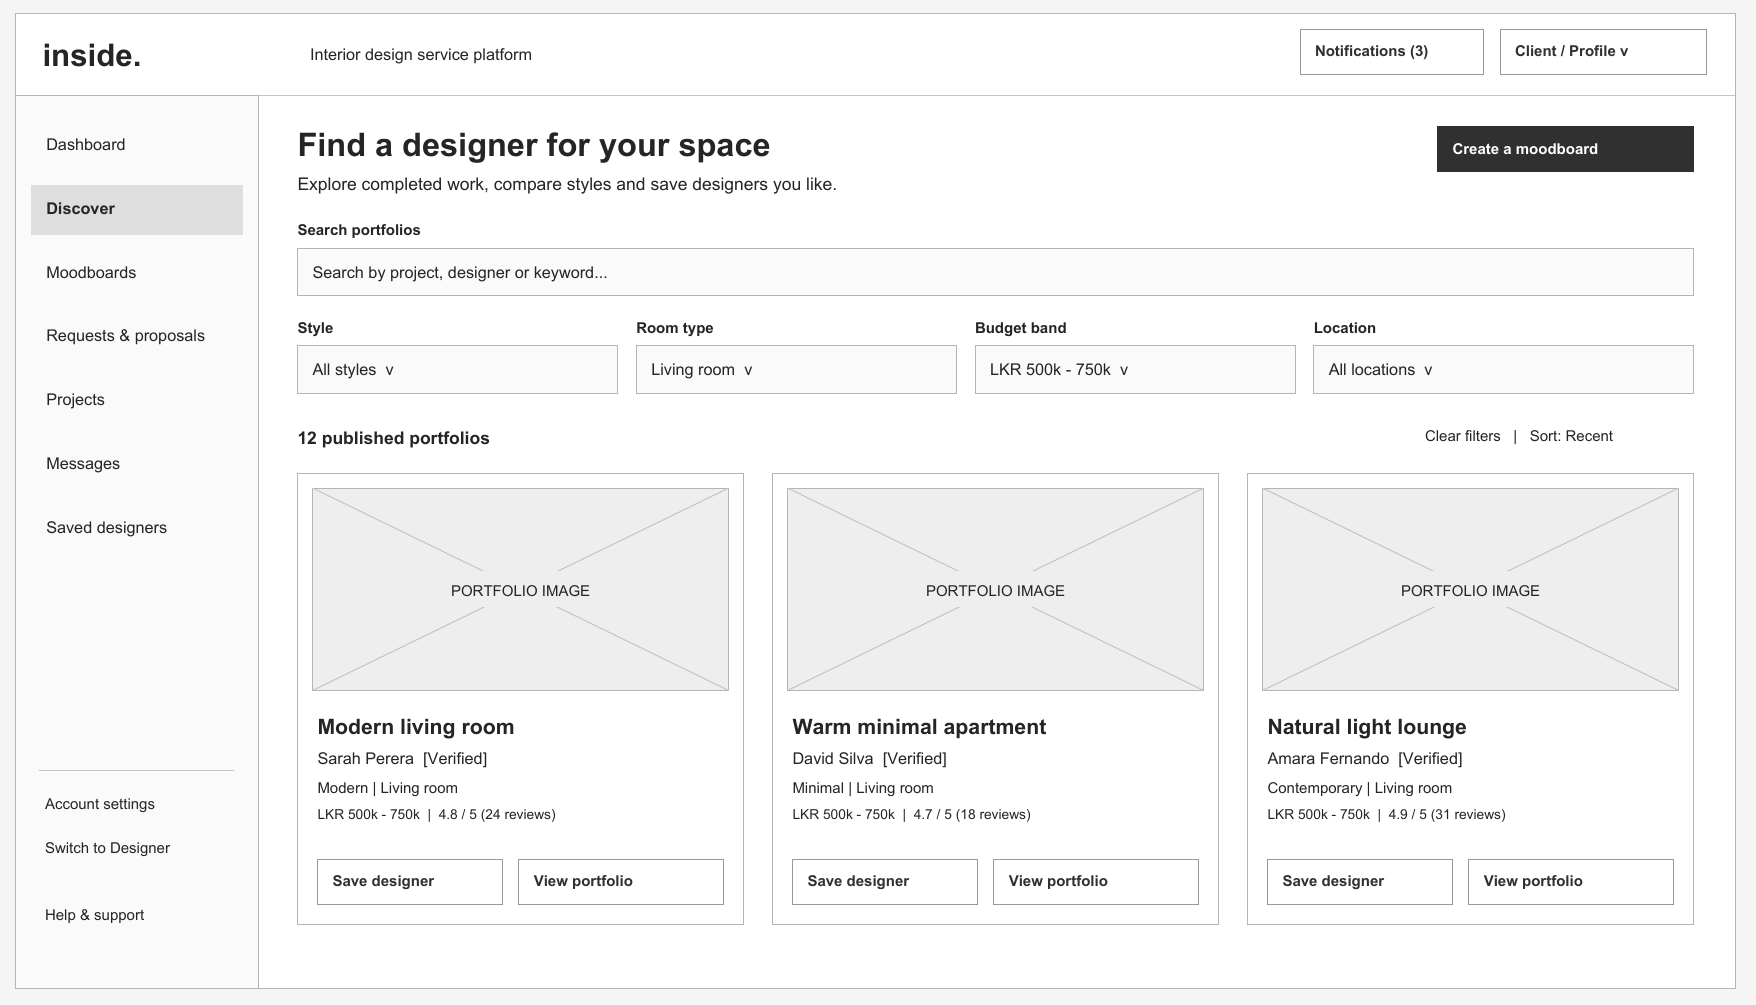 inside.
Interior design service platform
Notifications (3)
Client / Profile v
Dashboard
Discover
Moodboards
Requests & proposals
Projects
Messages
Saved designers
Account settings
Switch to Designer
Help & support
Find a designer for your space
Create a moodboard
Explore completed work, compare styles and save designers you like.
Search portfolios
Search by project, designer or keyword...
Style
Room type
Budget band
Location
All styles v
Living room v
LKR 500k - 750k v
All locations v
12 published portfolios
Clear filters | Sort: Recent
PORTFOLIO IMAGE
Modern living room
Sarah Perera [Verified]
Modern | Living room
LKR 500k - 750k | 4.8 / 5 (24 reviews)
Save designer
View portfolio
PORTFOLIO IMAGE
Warm minimal apartment
David Silva [Verified]
Minimal | Living room
LKR 500k - 750k | 4.7 / 5 (18 reviews)
Save designer
View portfolio
PORTFOLIO IMAGE
Natural light lounge
Amara Fernando [Verified]
Contemporary | Living room
LKR 500k - 750k | 4.9 / 5 (31 reviews)
Save designer
View portfolio